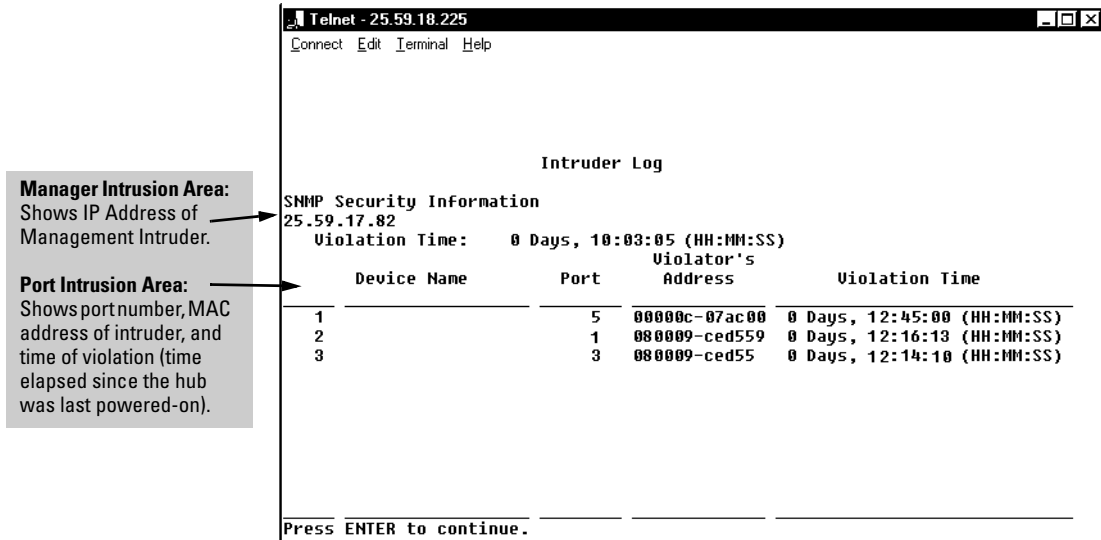 Telnet - 25.59.18.225
Connect Edit Terminal Help
Intruder Log
Manager Intrusion Area:
Shows IP Address of
Management Intruder.
SNMP Security Information
25.59.17.82
Violation Time: 0 Days, 10:03:05 (HH:MM:SS)
Violator's
Device Name Port Address Violation Time
Port Intrusion Area:
Shows port number, MAC
address of intruder, and
time of violation (time
elapsed since the hub
was last powered-on).
1 5 00000c-07ac00 0 Days, 12:45:00 (HH:MM:SS)
2 1 080009-ced559 0 Days, 12:16:13 (HH:MM:SS)
3 3 080009-ced55 0 Days, 12:14:10 (HH:MM:SS)
Press ENTER to continue.